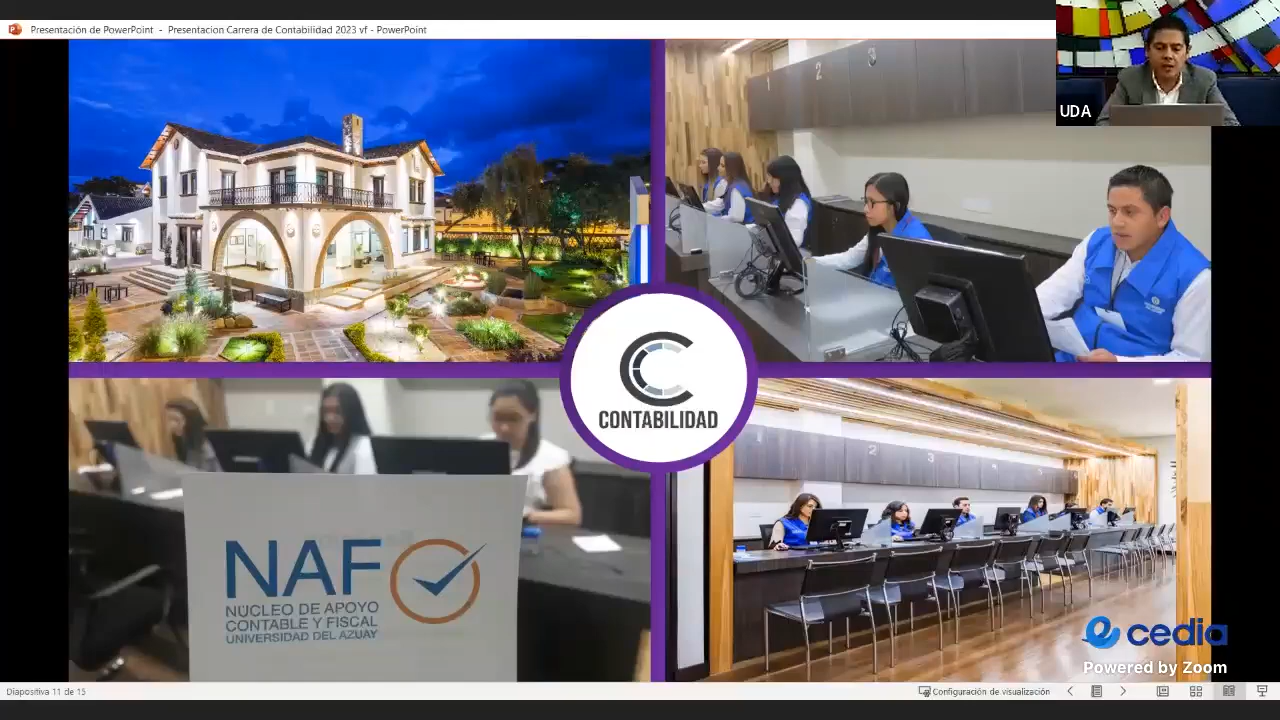 Presentación de PowerPoint - Presentacion Carrera de Contabilidad 2023 vf - PowerPoint
UDA
1
2
3
CONTABILIDAD
2
3
NAF
NÚCLEO DE APOYO
CONTABLE Y FISCAL
UNIVERSIDAD DEL AZUAY
cedia
Powered by Zoom
Diapositiva 11 de 15
Configuración de visualización